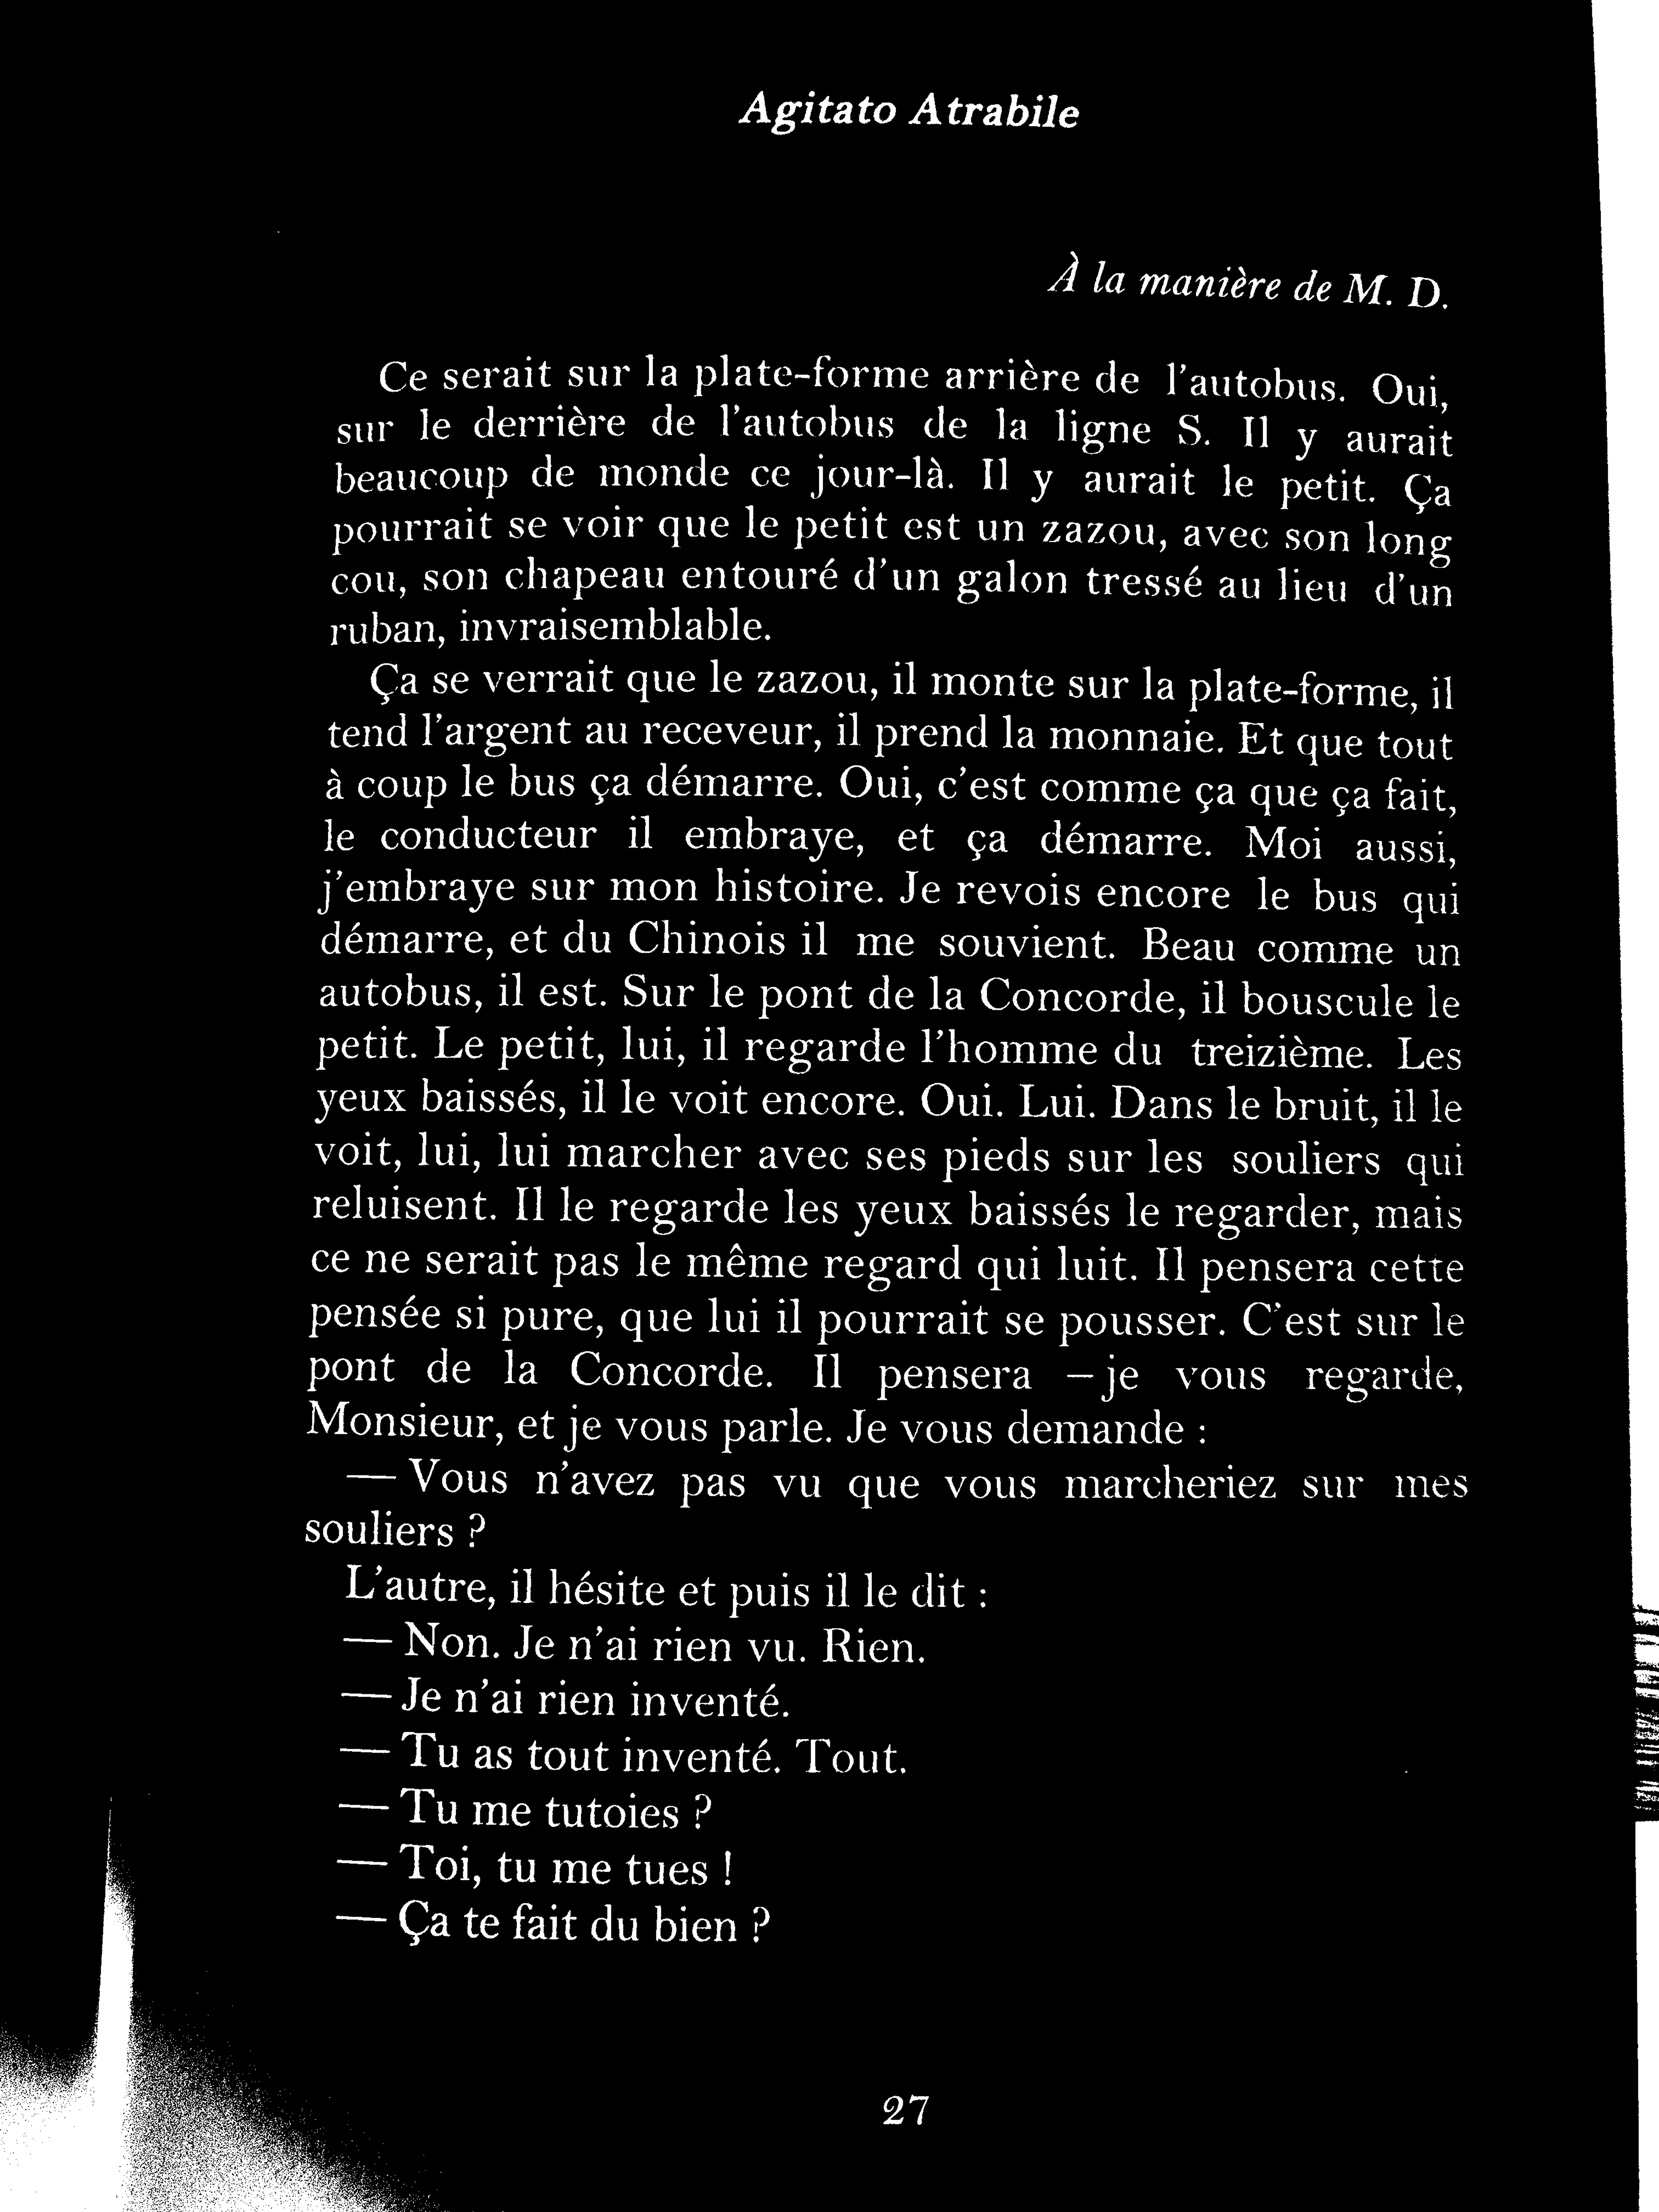 Agitato Atrabile
À la manière de M. D.
Ce serait sur la plate-forme arrière de l'autobus. Oui,
sur le derrière de l'autobus de la ligne S. Il y aurait
beaucoup de monde ce jour-là. Il y aurait le petit. Ça
pourrait se voir que le petit est un zazou, avec son long
cou, son chapeau entouré d'un galon tressé au lieu d'un
ruban, invraisemblable.
Ça se verrait que le zazou, il monte sur la plate-forme, il
tend l'argent au receveur, il prend la monnaie. Et que tout
à coup le bus ça démarre. Oui, c'est comme ça que ça fait,
le conducteur il embraye, et ça démarre. Moi aussi,
j'embraye sur mon histoire. Je revois encore le bus qui
démarre, et du Chinois il me souvient. Beau comme un
autobus, il est. Sur le pont de la Concorde, il bouscule le
petit. Le petit, lui, il regarde l'homme du treizième. Les
yeux baissés, il le voit encore. Oui. Lui. Dans le bruit, il le
voit, lui, lui marcher avec ses pieds sur les souliers qui
reluisent. Il le regarde les yeux baissés le regarder, mais
ce ne serait pas le même regard qui luit. Il pensera cette
pensée si pure, que lui il pourrait se pousser. C'est sur le
pont de la Concorde. Il pensera – je vous regarde,
Monsieur, et je vous parle. Je vous demande :
— Vous n'avez pas vu que vous marcheriez sur mes
souliers ?
L'autre, il hésite et puis il le dit :
— Non. Je n'ai rien vu. Rien.
— Je n'ai rien inventé.
— Tu as tout inventé. Tout.
— Tu me tutoies ?
— Toi, tu me tues !
— Ça te fait du bien ?
27